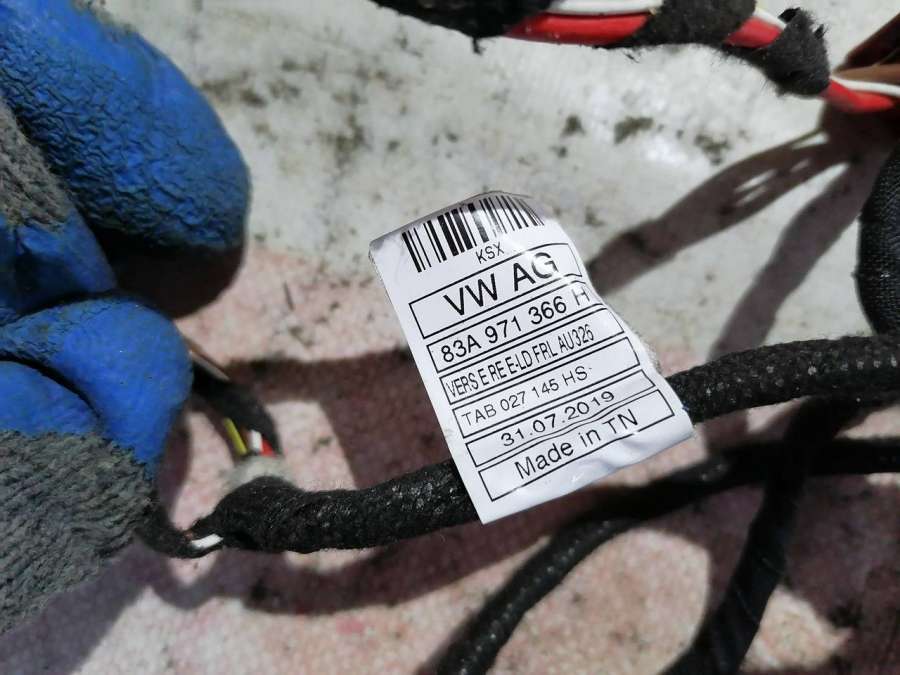 KSX
VW AG
83A 971 366 H
VERS E RE E-LD FRL AU326
TAB 027 145 HS
31.07.2019
Made in TN